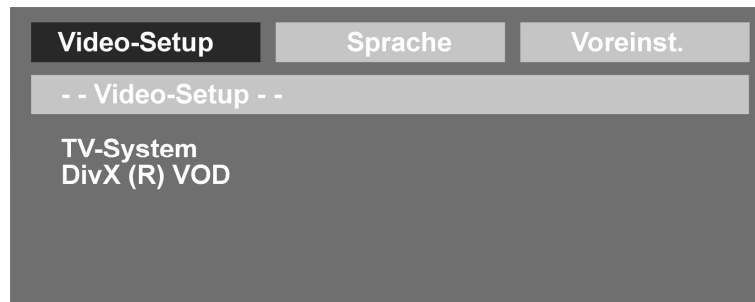 Video-Setup Sprache Voreinst.
- - Video-Setup - -
TV-System
DivX (R) VOD